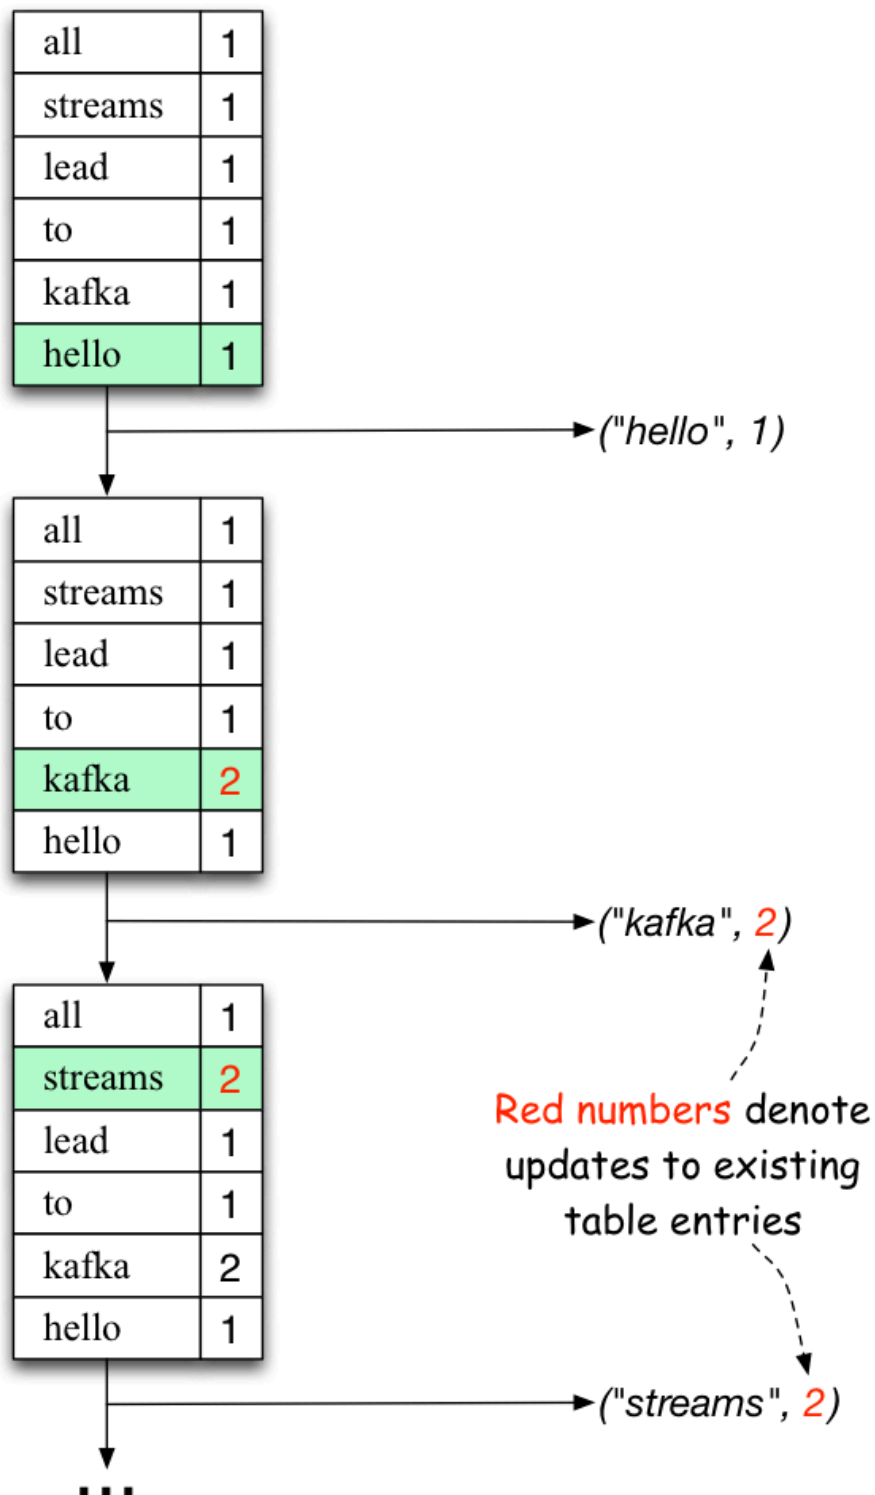 all 1
streams 1
lead 1
to 1
kafka 1
hello 1
("hello", 1)
all 1
streams 1
lead 1
to 1
kafka 2
hello 1
("kafka", 2)
all 1
streams 2
lead 1
to 1
kafka 2
hello 1
Red numbers denote
updates to existing
table entries
("streams", 2)
...